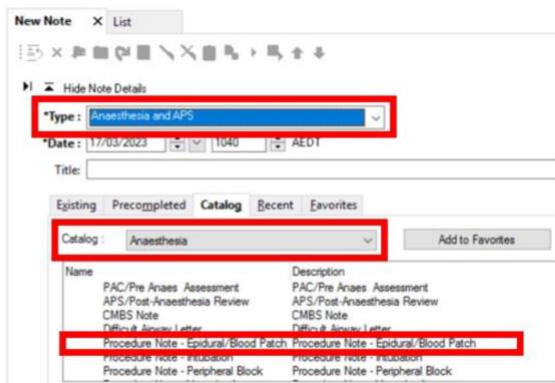 New Note X List
Hide Note Details
*Type : Anaesthesia and APS
*Date : 17/03/2023 1040 AEDT
Title:
Existing Precompleted Catalog Recent Favorites
Catalog : Anaesthesia Add to Favorites
Name Description
PAC/Pre Anaes Assessment PAC/Pre Anaes Assessment
APS/Post-Anaesthesia Review APS/Post-Anaesthesia Review
CMBS Note CMBS Note
Difficult Airway Letter Difficult Airway Letter
Procedure Note - Epidural/Blood Patch Procedure Note - Epidural/Blood Patch
Procedure Note - Intubation Procedure Note - Intubation
Procedure Note - Peripheral Block Procedure Note - Peripheral Block